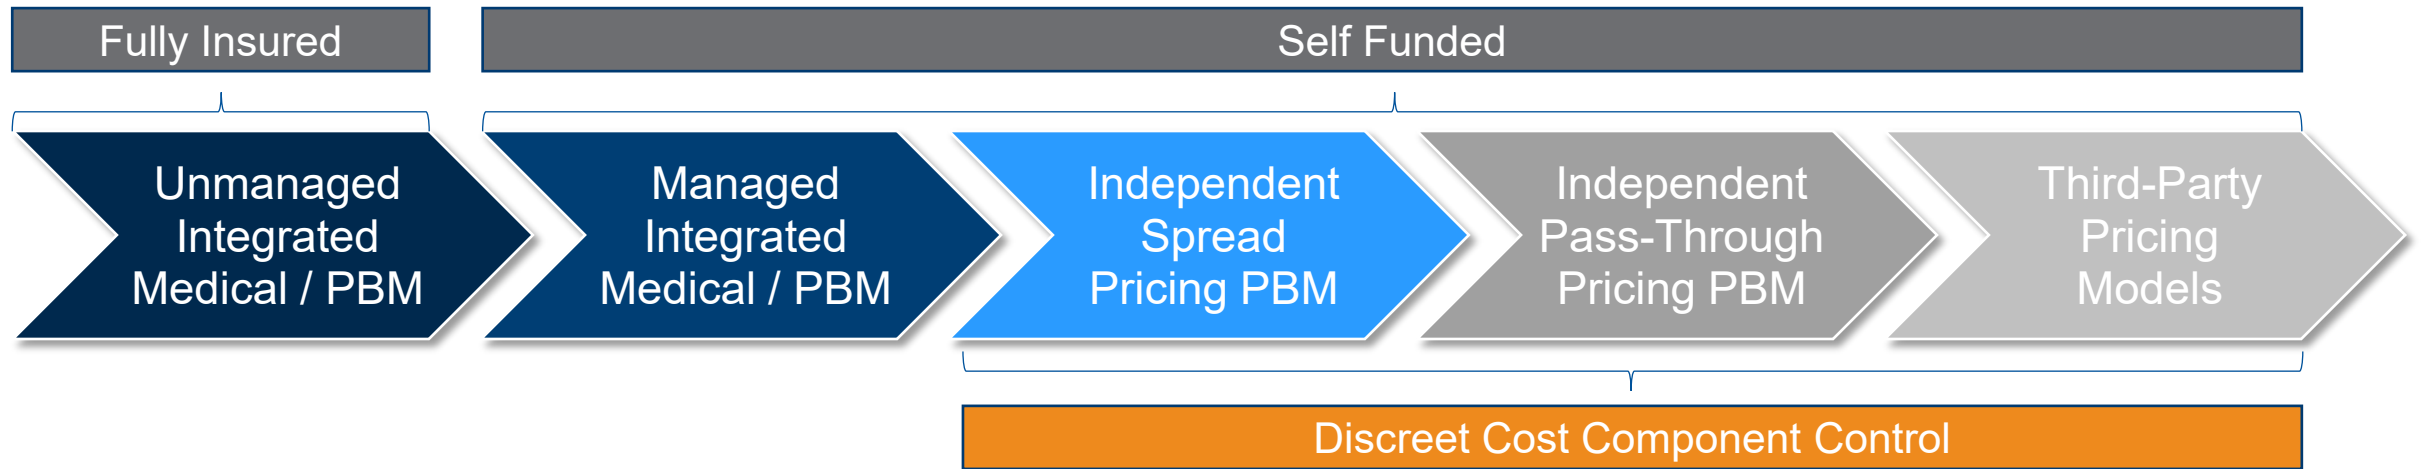 Fully Insured
Self Funded
Unmanaged
Integrated
Medical / PBM
Managed
Integrated
Medical / PBM
Independent
Spread
Pricing PBM
Independent
Pass-Through
Pricing PBM
Third-Party
Pricing
Models
Discreet Cost Component Control